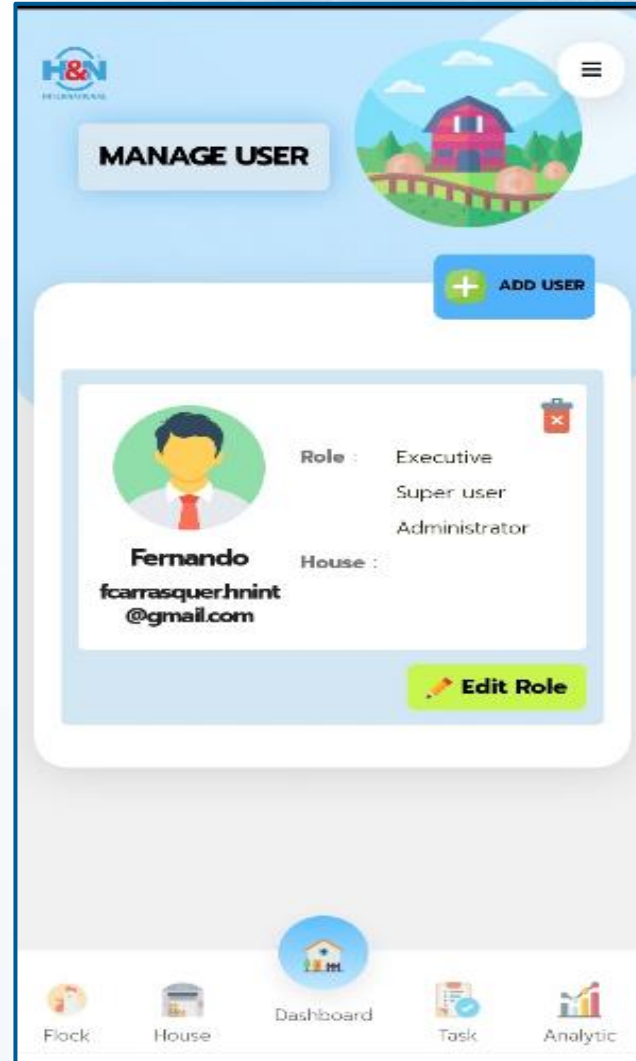 H&N
INTERNATIONAL
MANAGE USER
ADD USER
Role : Executive
Super user
Administrator
Fernando
House :
fcarrasquer.hnint
@gmail.com
Edit Role
Dashboard
Flock House Task Analytic